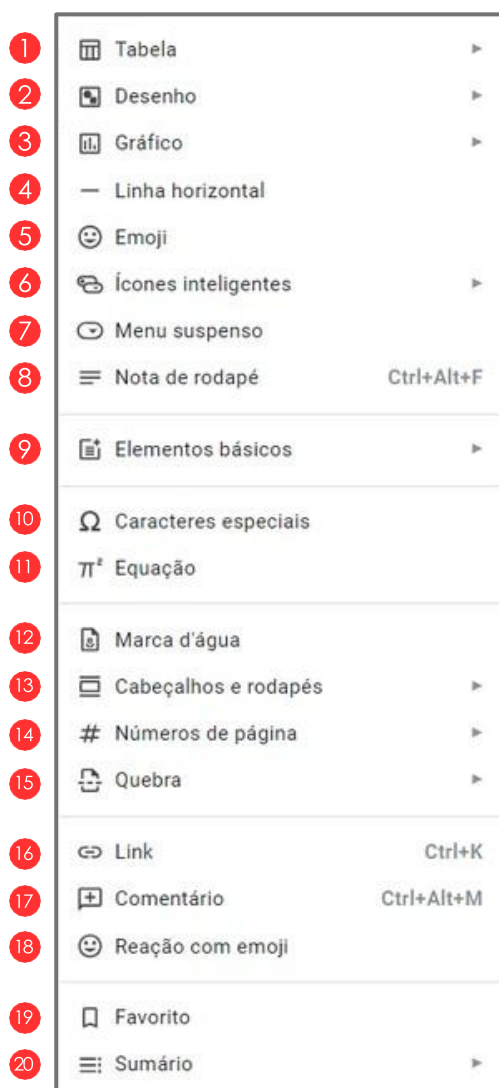 1 Tabela
2 Desenho
3 Gráfico
4 Linha horizontal
5 Emoji
6 Ícones inteligentes
7 Menu suspenso
8 Nota de rodapé Ctrl+Alt+F
9 Elementos básicos
10 Ω Caracteres especiais
11 π² Equação
12 Marca d'água
13 Cabeçalhos e rodapés
14 # Números de página
15 Quebra
16 Link Ctrl+K
17 Comentário Ctrl+Alt+M
18 Reação com emoji
19 Favorito
20 Sumário